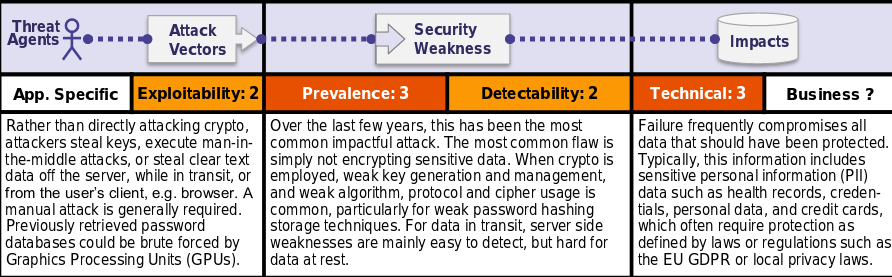 Threat
Agents
Attack
Vectors
Security
Weakness
Impacts
App. Specific
Exploitability: 2
Prevalence: 3
Detectability: 2
Technical: 3
Business ?
Rather than directly attacking crypto,
attackers steal keys, execute man-in-
the-middle attacks, or steal clear text
data off the server, while in transit, or
from the user's client, e.g. browser. A
manual attack is generally required.
Previously retrieved password
databases could be brute forced by
Graphics Processing Units (GPUs).
Over the last few years, this has been the most
common impactful attack. The most common flaw is
simply not encrypting sensitive data. When crypto is
employed, weak key generation and management,
and weak algorithm, protocol and cipher usage is
common, particularly for weak password hashing
storage techniques. For data in transit, server side
weaknesses are mainly easy to detect, but hard for
data at rest.
Failure frequently compromises all
data that should have been protected.
Typically, this information includes
sensitive personal information (PII)
data such as health records, creden-
tials, personal data, and credit cards,
which often require protection as
defined by laws or regulations such as
the EU GDPR or local privacy laws.